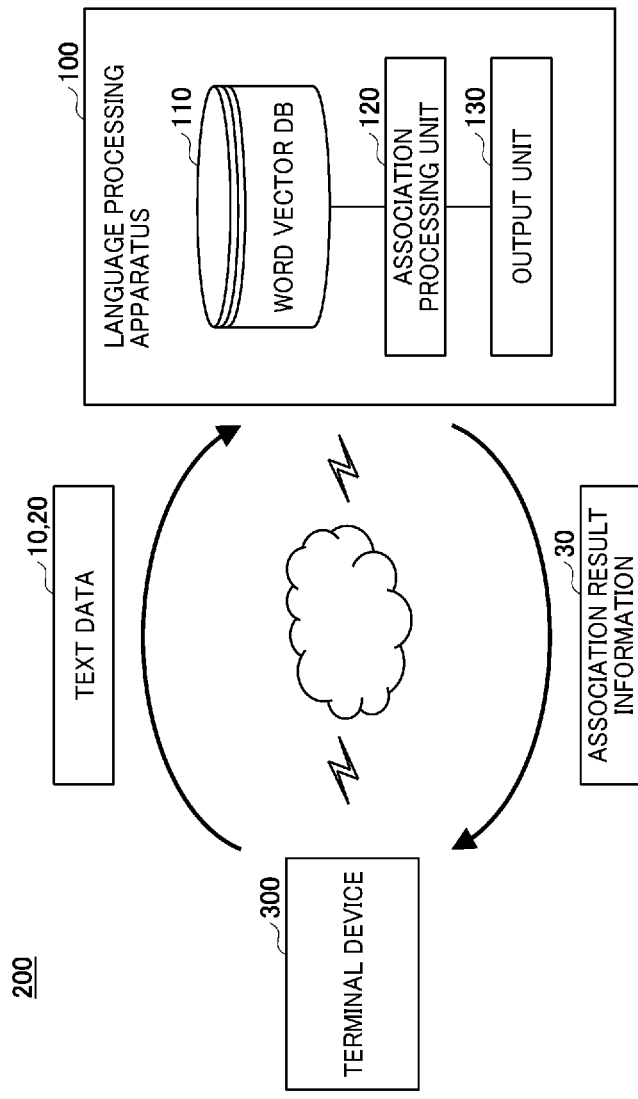 200
300
TERMINAL DEVICE
10,20
TEXT DATA
30
ASSOCIATION RESULT
INFORMATION
100
LANGUAGE PROCESSING
APPARATUS
110
WORD VECTOR DB
120
ASSOCIATION
PROCESSING UNIT
130
OUTPUT UNIT